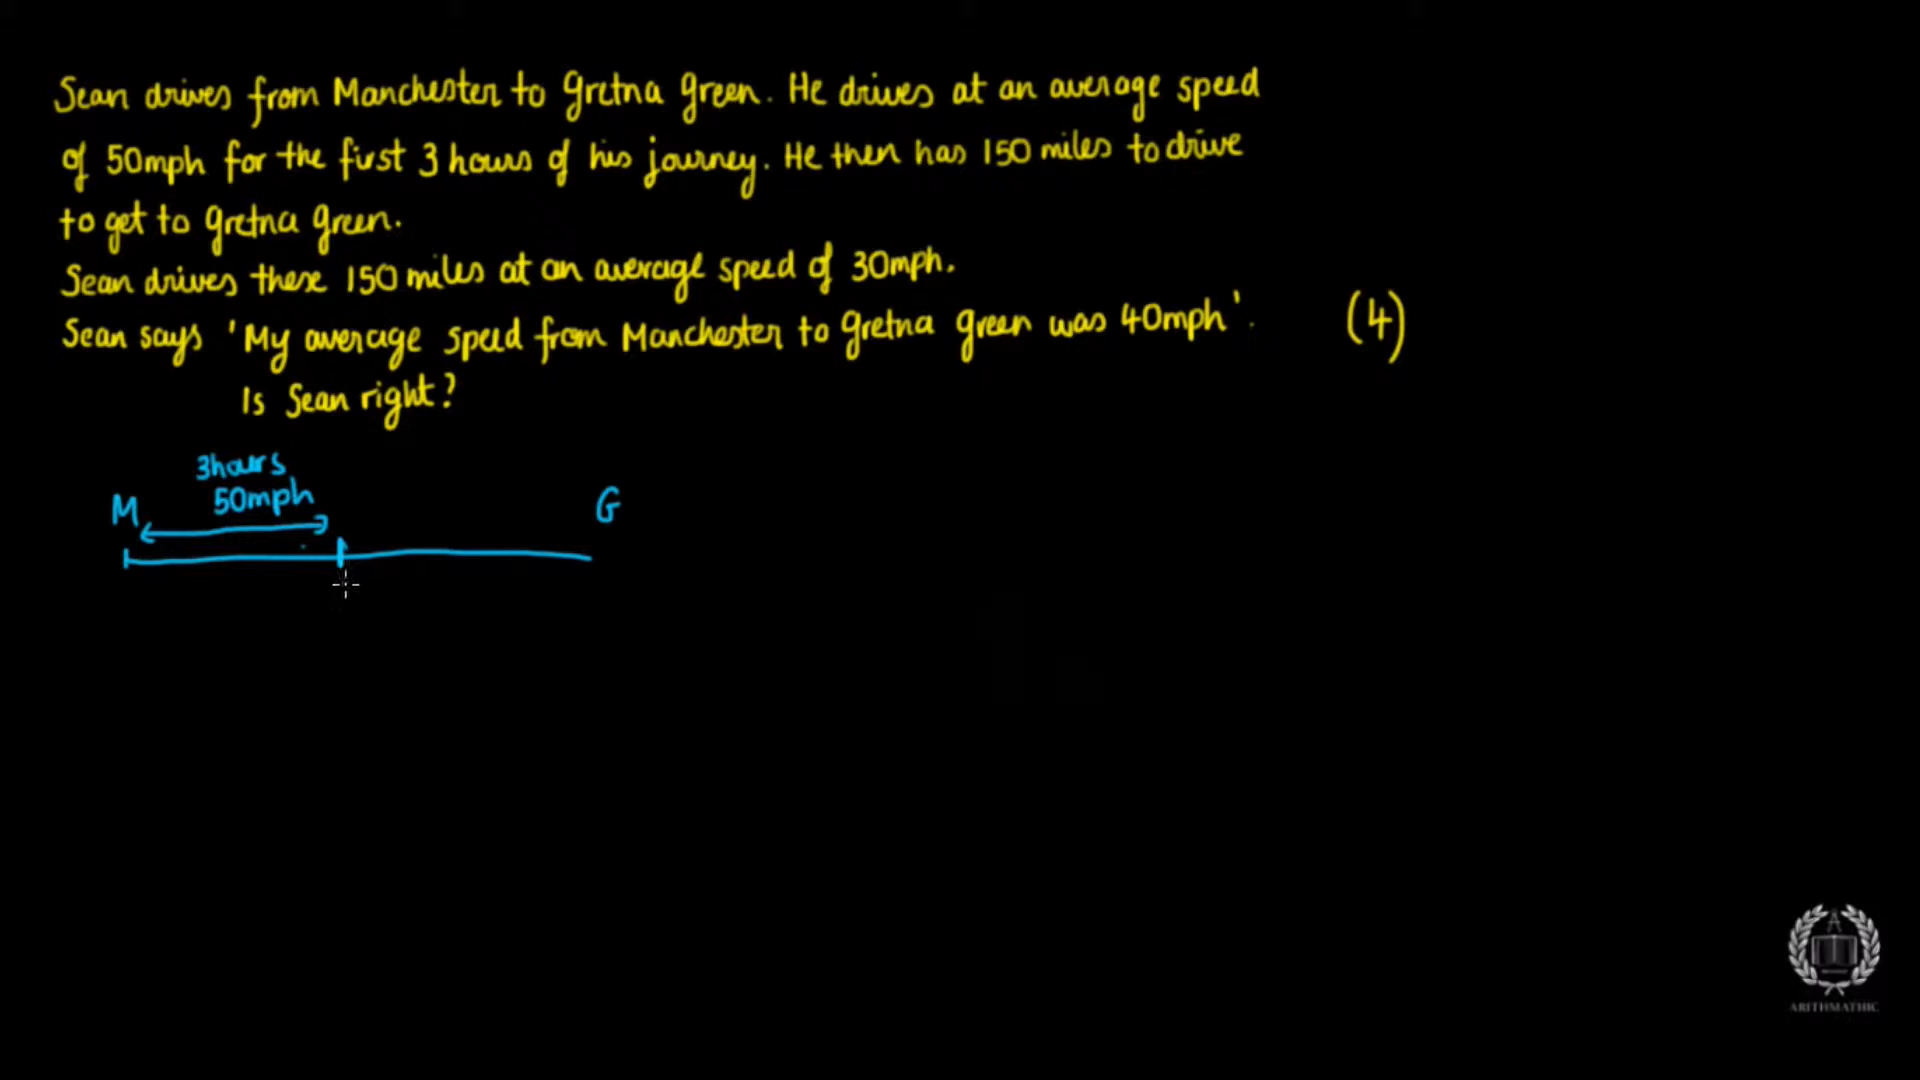 Sean drives from Manchester to Gretna Green. He drives at an average speed
of 50mph for the first 3 hours of his journey. He then has 150 miles to drive
to get to Gretna Green.
Sean drives these 150 miles at an average speed of 30mph.
Sean says 'My average speed from Manchester to Gretna Green was 40mph'.
(4)
Is Sean right?
3hours
50mph
M
G
ARITHMATHIC